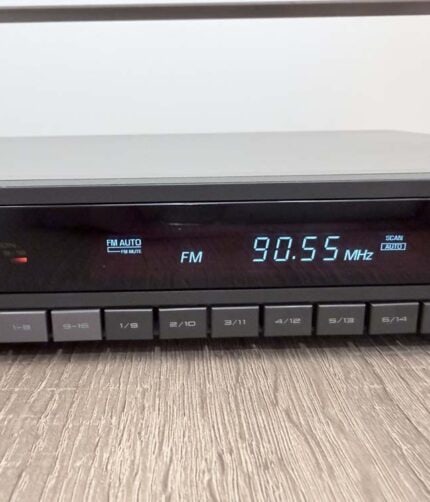 FM AUTO
FM MUTE
FM
90.55 MHz
SCAN
AUTO
1-8
9-16
1/9
2/10
3/11
4/12
5/13
6/14